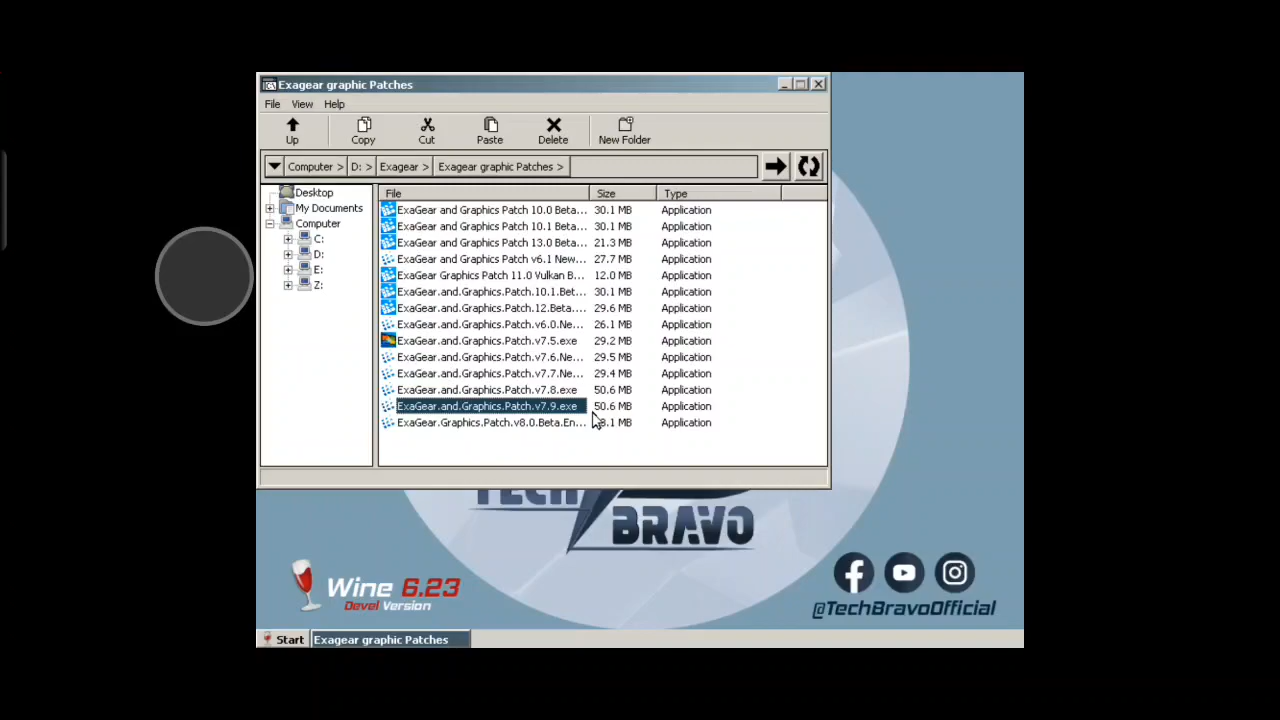 Exagear graphic Patches
File View Help
Up Copy Cut Paste Delete New Folder
Computer > D: > Exagear > Exagear graphic Patches >
Desktop
My Documents
Computer
C:
D:
E:
Z:
File Size Type
ExaGear and Graphics Patch 10.0 Beta... 30.1 MB Application
ExaGear and Graphics Patch 10.1 Beta... 30.1 MB Application
ExaGear and Graphics Patch 13.0 Beta... 21.3 MB Application
ExaGear and Graphics Patch v6.1 New... 27.7 MB Application
ExaGear Graphics Patch 11.0 Vulkan B... 12.0 MB Application
ExaGear.and.Graphics.Patch.10.1.Bet... 30.1 MB Application
ExaGear.and.Graphics.Patch.12.Beta.... 29.6 MB Application
ExaGear.and.Graphics.Patch.v6.0.Ne... 26.1 MB Application
ExaGear.and.Graphics.Patch.v7.5.exe 29.2 MB Application
ExaGear.and.Graphics.Patch.v7.6.Ne... 29.5 MB Application
ExaGear.and.Graphics.Patch.v7.7.Ne... 29.4 MB Application
ExaGear.and.Graphics.Patch.v7.8.exe 50.6 MB Application
ExaGear.and.Graphics.Patch.v7.9.exe 50.6 MB Application
ExaGear.Graphics.Patch.v8.0.Beta.En... MB Application
TECH
BRAVO
Wine 6.23
Devel Version
@TechBravoOfficial
Start Exagear graphic Patches